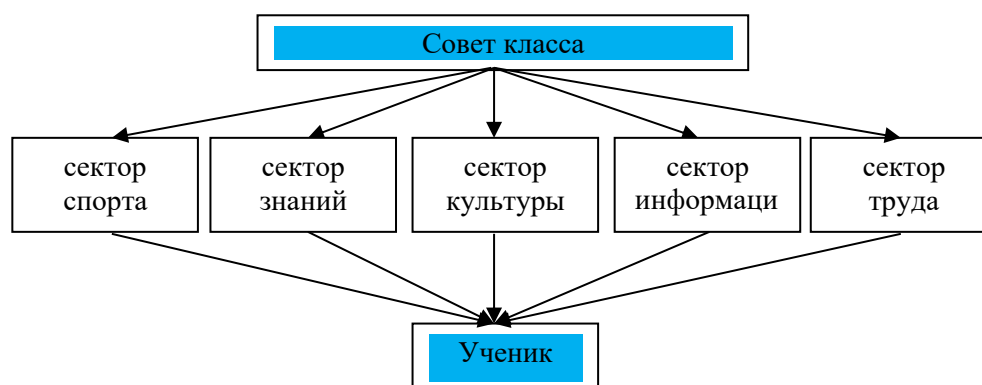 Совет класса
сектор
спорта
сектор
знаний
сектор
культуры
сектор
информаци
сектор
труда
Ученик